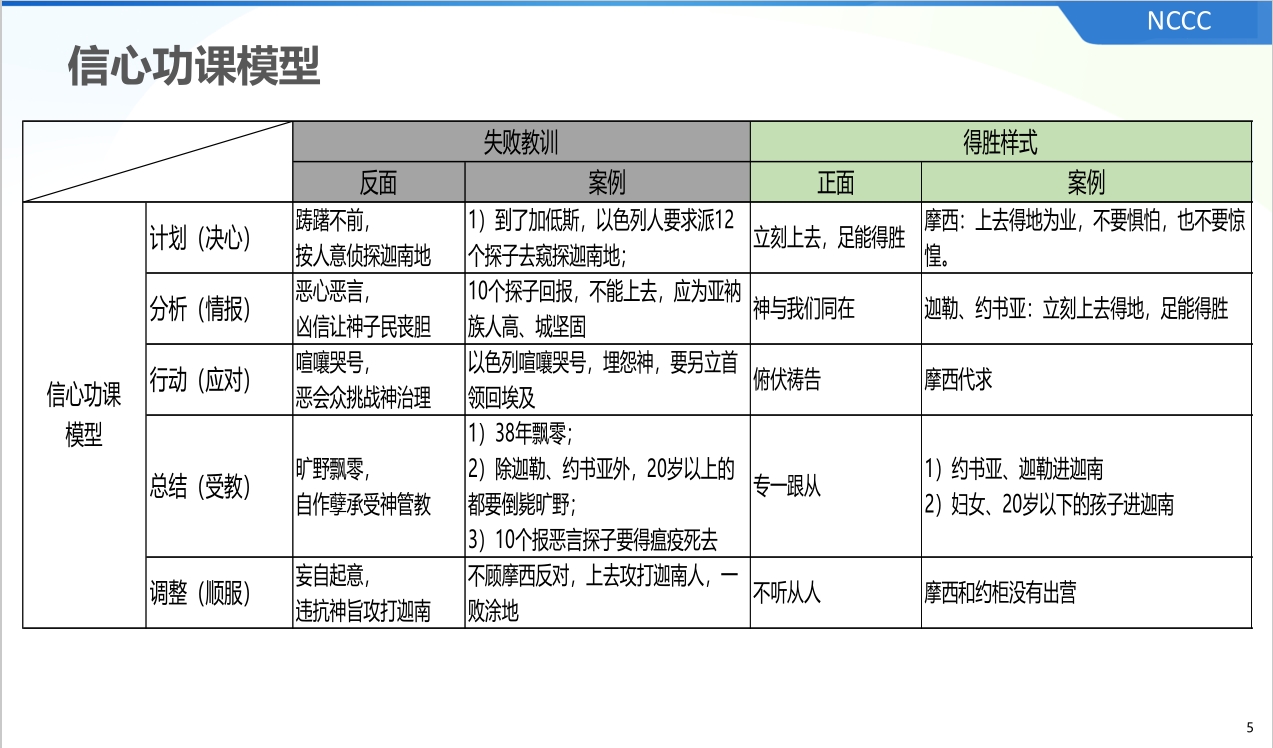 NCCC
信心功课模型
失败教训
得胜样式
反面
案例
正面
案例
信心功课
模型
计划（决心）
踌躇不前，
按人意侦探迦南地
1）到了加低斯，以色列人要求派12
个探子去窥探迦南地；
立刻上去，足能得胜
摩西：上去得地为业，不要惧怕，也不要惊
惶。
分析（情报）
恶心恶言，
凶信让神子民丧胆
10个探子回报，不能上去，应为亚衲
族人高、城坚固
神与我们同在
迦勒、约书亚：立刻上去得地，足能得胜
行动（应对）
喧嚷哭号，
恶会众挑战神治理
以色列喧嚷哭号，埋怨神，要另立首
领回埃及
俯伏祷告
摩西代求
总结（受教）
旷野飘零，
自作孽承受神管教
1）38年飘零；
2）除迦勒、约书亚外，20岁以上的
都要倒毙旷野；
3）10个报恶言探子要得瘟疫死去
专一跟从
1）约书亚、迦勒进迦南
2）妇女、20岁以下的孩子进迦南
调整（顺服）
妄自起意，
违抗神旨攻打迦南
不顾摩西反对，上去攻打迦南人，一
败涂地
不听从人
摩西和约柜没有出营
5